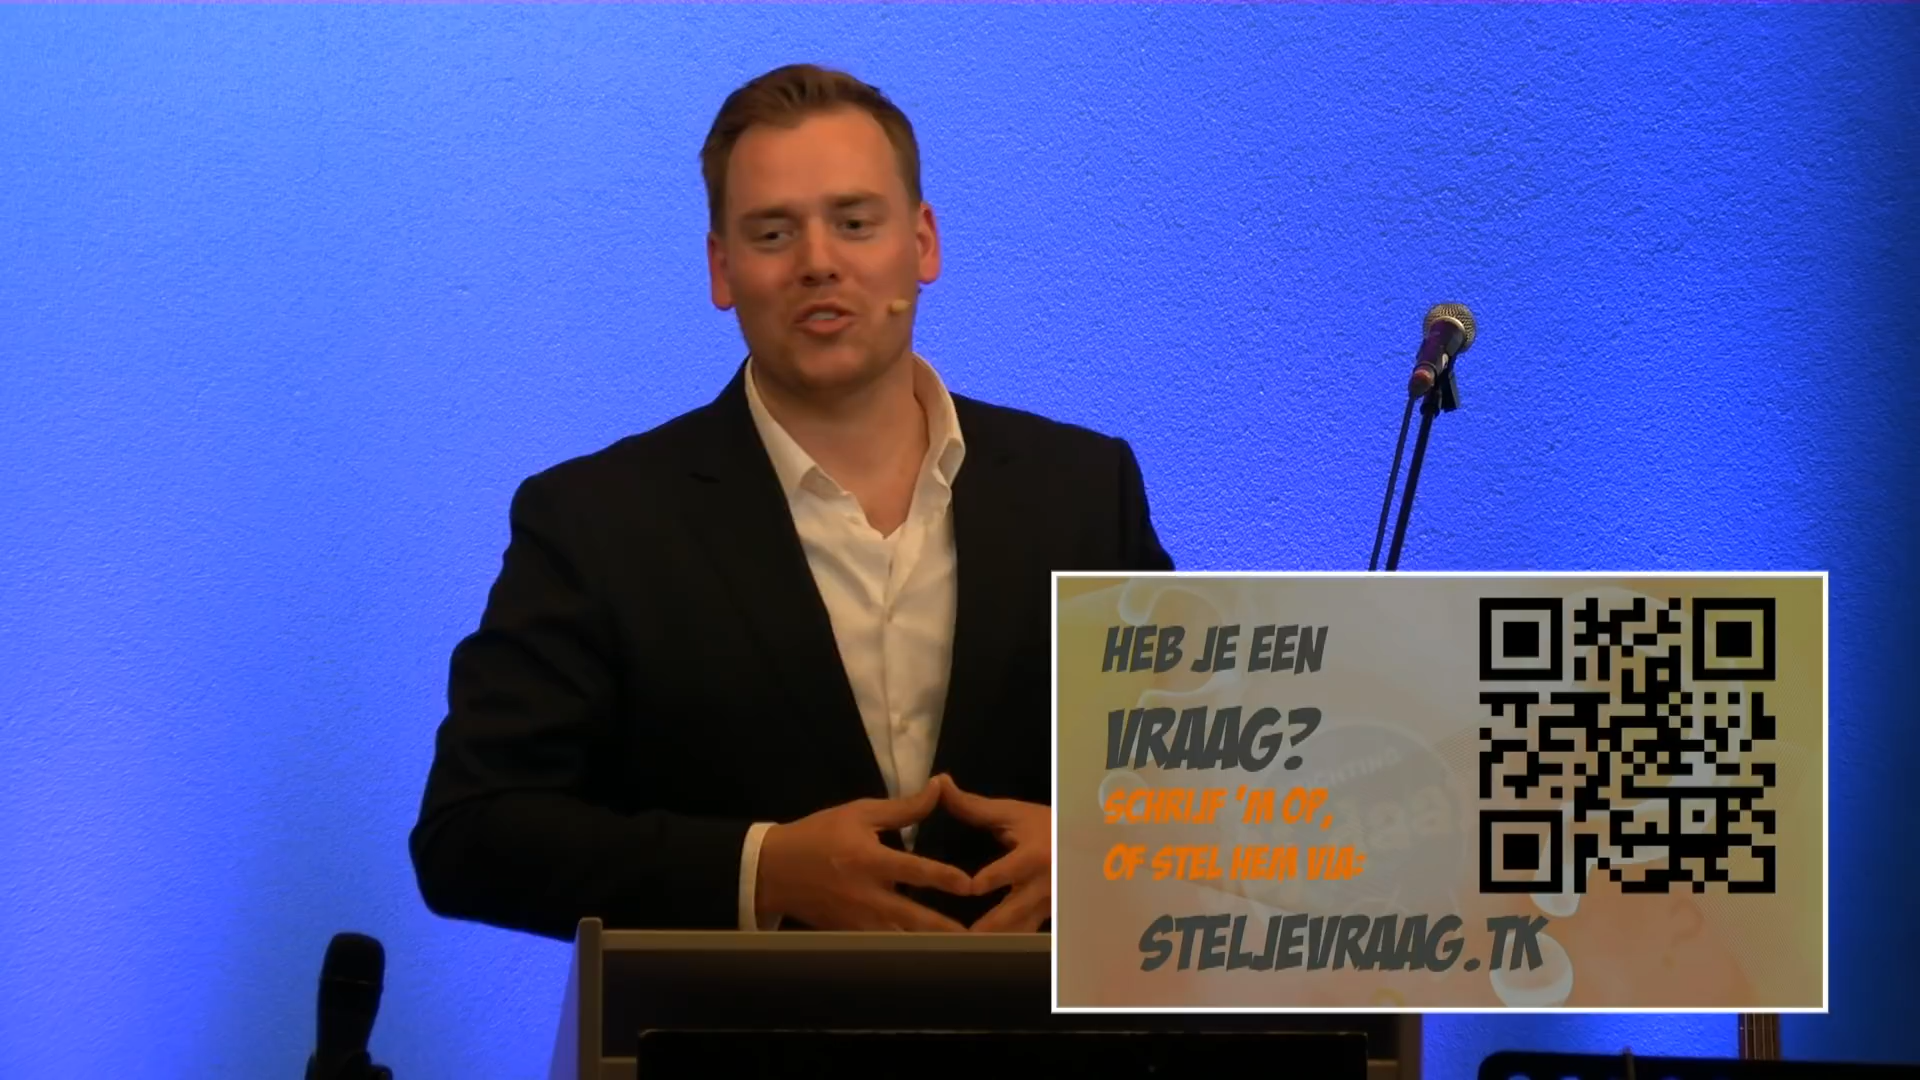 HEB JE EEN
VRAAG?
SCHRIJF 'M OP,
OF STEL HEM VIA:
STELJEVRAAG.TK